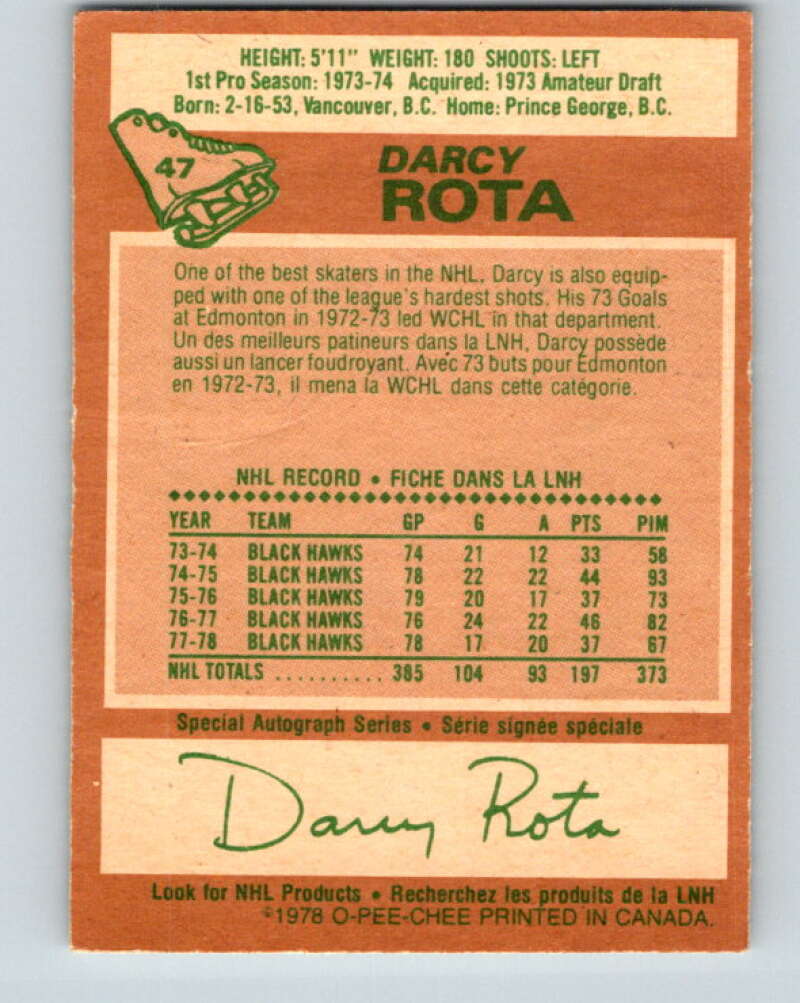 HEIGHT: 5'11" WEIGHT: 180 SHOOTS: LEFT
1st Pro Season: 1973-74 Acquired: 1973 Amateur Draft
Born: 2-16-53, Vancouver, B.C. Home: Prince George, B.C.
47
DARCY
ROTA
One of the best skaters in the NHL, Darcy is also equip-
ped with one of the league's hardest shots. His 73 Goals
at Edmonton in 1972-73 led WCHL in that department.
Un des meilleurs patineurs dans la LNH, Darcy possède
aussi un lancer foudroyant. Avec 73 buts pour Edmonton
en 1972-73, il mena la WCHL dans cette catégorie.
NHL RECORD • FICHE DANS LA LNH
YEAR TEAM GP G A PTS PIM
73-74 BLACK HAWKS 74 21 12 33 58
74-75 BLACK HAWKS 78 22 22 44 93
75-76 BLACK HAWKS 79 20 17 37 73
76-77 BLACK HAWKS 76 24 22 46 82
77-78 BLACK HAWKS 78 17 20 37 67
NHL TOTALS .......... 385 104 93 197 373
Special Autograph Series • Série signée spéciale
Darcy Rota
Look for NHL Products • Recherchez les produits de la LNH
©1978 O-PEE-CHEE PRINTED IN CANADA.